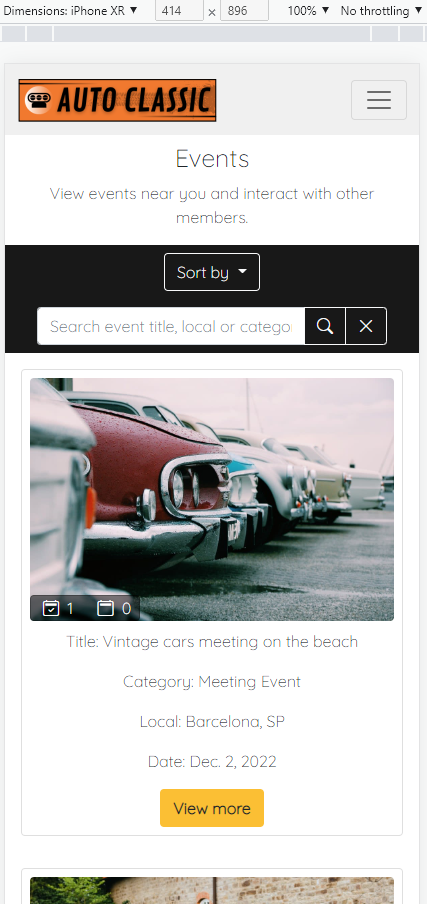 Dimensions: iPhone XR ▼ 414 × 896 100% ▼ No throttling ▼
AUTO CLASSIC
Events
View events near you and interact with other
members.
Sort by
Search event title, local or catego
1 0
Title: Vintage cars meeting on the beach
Category: Meeting Event
Local: Barcelona, SP
Date: Dec. 2, 2022
View more